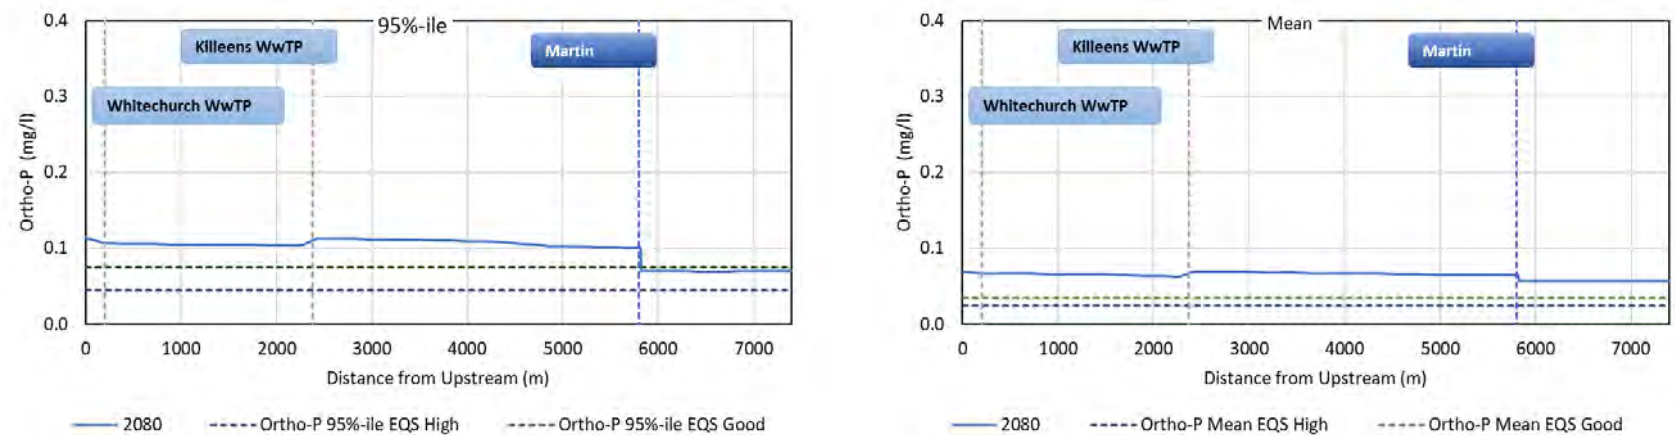 95%-ile
0.4
0.3
0.2
0.1
0.0
Ortho-P (mg/l)
Killeens WwTP
Martin
Whitechurch WwTP
0 1000 2000 3000 4000 5000 6000 7000
Distance from Upstream (m)
2080 Ortho-P 95%-ile EQS High Ortho-P 95%-ile EQS Good
Mean
0.4
0.3
0.2
0.1
0.0
Ortho-P (mg/l)
Killeens WwTP
Martin
Whitechurch WwTP
0 1000 2000 3000 4000 5000 6000 7000
Distance from Upstream (m)
2080 Ortho-P Mean EQS High Ortho-P Mean EQS Good